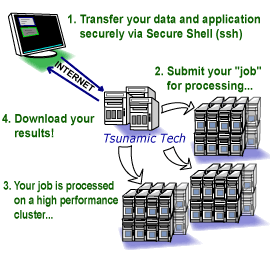 1. Transfer your data and application
securely via Secure Shell (ssh)
INTERNET
2. Submit your "job"
for processing...
4. Download your
results!
Tsunamic Tech
3. Your job is processed
on a high performance
cluster...